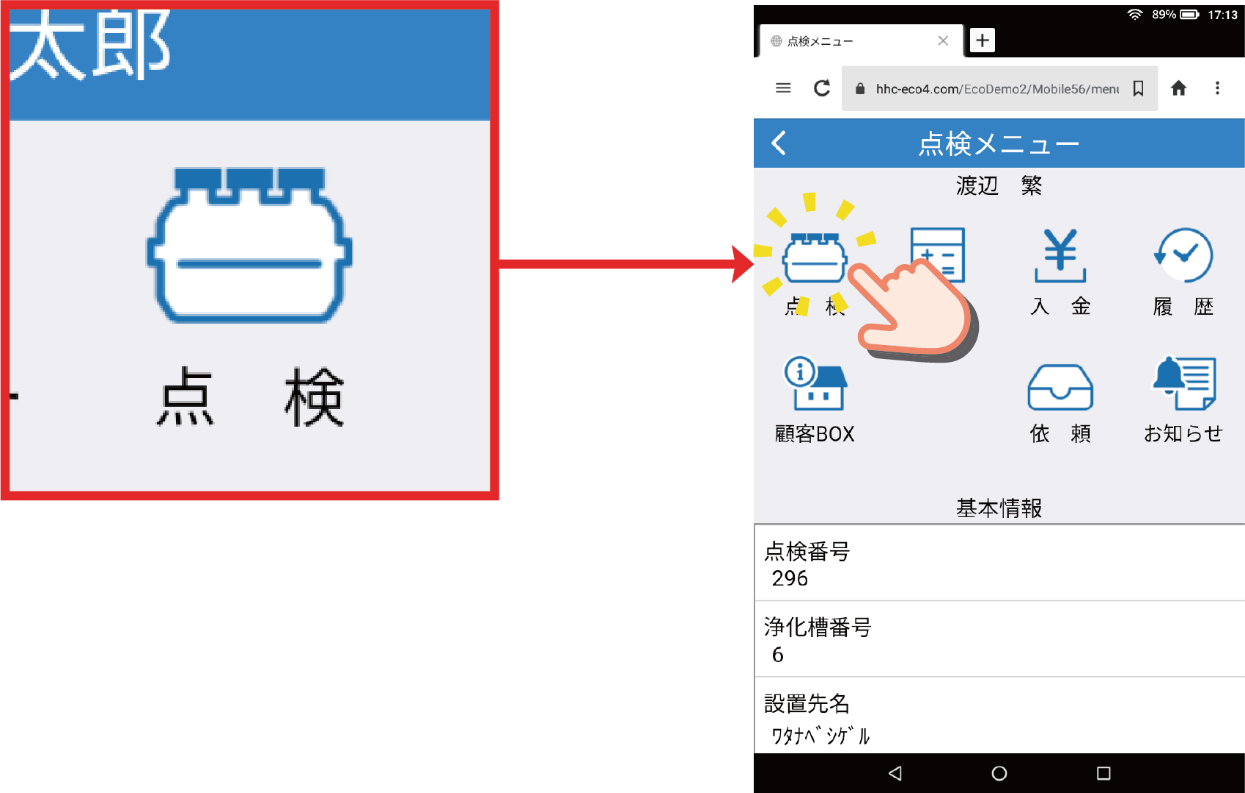 太郎
点　検
89% 17:13
点検メニュー
hhc-eco4.com/EcoDemo2/Mobile56/menu
点検メニュー
渡辺　繁
点　検
入　金
履　歴
顧客BOX
依　頼
お知らせ
基本情報
点検番号
296
浄化槽番号
6
設置先名
ﾜﾀﾅﾍﾞ ｼｹﾞﾙ